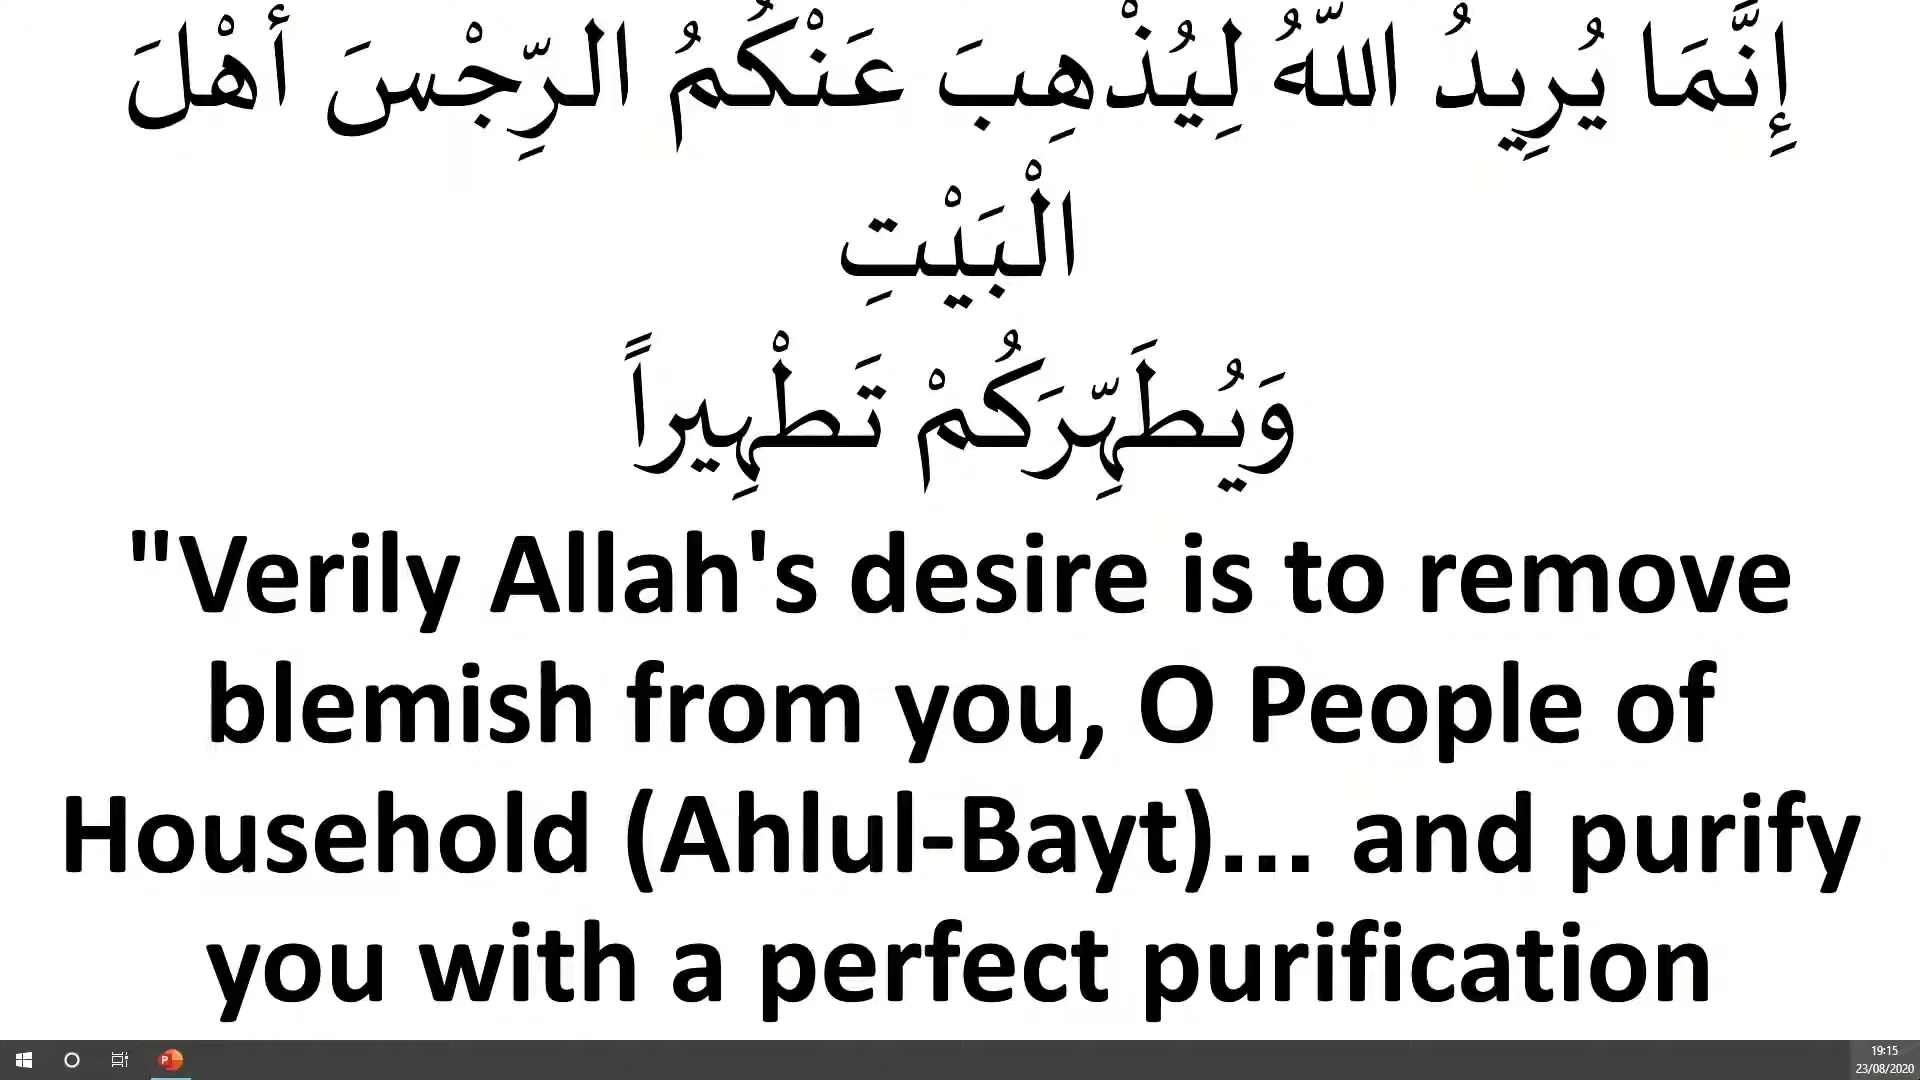 إِنَّمَا يُرِيدُ اللّهُ لِيُذْهِبَ عَنْكُمُ الرِّجْسَ أَهْلَ
الْبَيْتِ
وَيُطَهِّرَكُمْ تَطْهِيراً
"Verily Allah's desire is to remove
blemish from you, O People of
Household (Ahlul-Bayt)... and purify
you with a perfect purification
19:15
23/08/2020